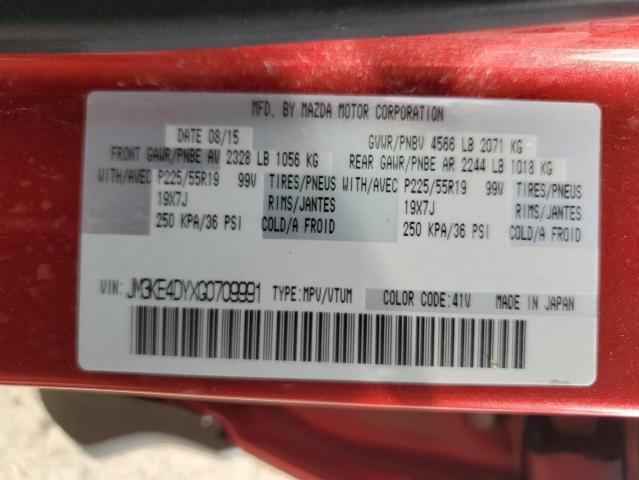 MFD. BY MAZDA MOTOR CORPORATION
DATE 08/15 GVWR/PNBV 4566 LB 2071 KG
FRONT GAWR/PNBE AV 2328 LB 1056 KG REAR GAWR/PNBE AR 2244 LB 1018 KG
WITH/AVEC P225/55R19 99V TIRES/PNEUS WITH/AVEC P225/55R19 99V TIRES/PNEUS
19X7J RIMS/JANTES 19X7J RIMS/JANTES
250 KPA/36 PSI COLD/A FROID 250 KPA/36 PSI COLD/A FROID
VIN: JM3KE4DYXG0709991 TYPE:MPV/VTUM COLOR CODE:41V MADE IN JAPAN